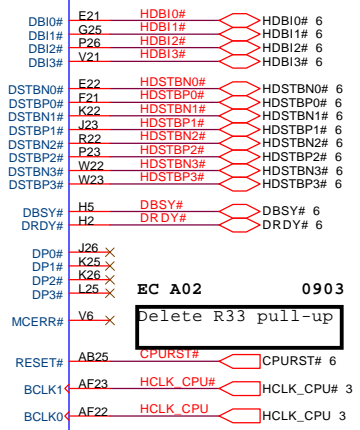 DBI0# E21 HDBI0# HDBI0# 6
DBI1# G25 HDBI1# HDBI1# 6
DBI2# P26 HDBI2# HDBI2# 6
DBI3# V21 HDBI3# HDBI3# 6
DSTBN0# E22 HDSTBN0# HDSTBN0# 6
DSTBP0# F21 HDSTBP0# HDSTBP0# 6
DSTBN1# K22 HDSTBN1# HDSTBN1# 6
DSTBP1# J23 HDSTBP1# HDSTBP1# 6
DSTBN2# R22 HDSTBN2# HDSTBN2# 6
DSTBP2# P23 HDSTBP2# HDSTBP2# 6
DSTBN3# W22 HDSTBN3# HDSTBN3# 6
DSTBP3# W23 HDSTBP3# HDSTBP3# 6
DBSY# H5 DBSY# DBSY# 6
DRDY# H2 DRDY# DRDY# 6
DP0# J26
DP1# K25
DP2# K26
DP3# L25
EC A02 0903
MCERR# V6 Delete R33 pull-up
RESET# AB25 CPURST# CPURST# 6
BCLK1 AF23 HCLK_CPU# HCLK_CPU# 3
BCLK0 AF22 HCLK_CPU HCLK_CPU 3